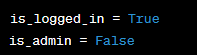 is_logged_in = True
is_admin = False